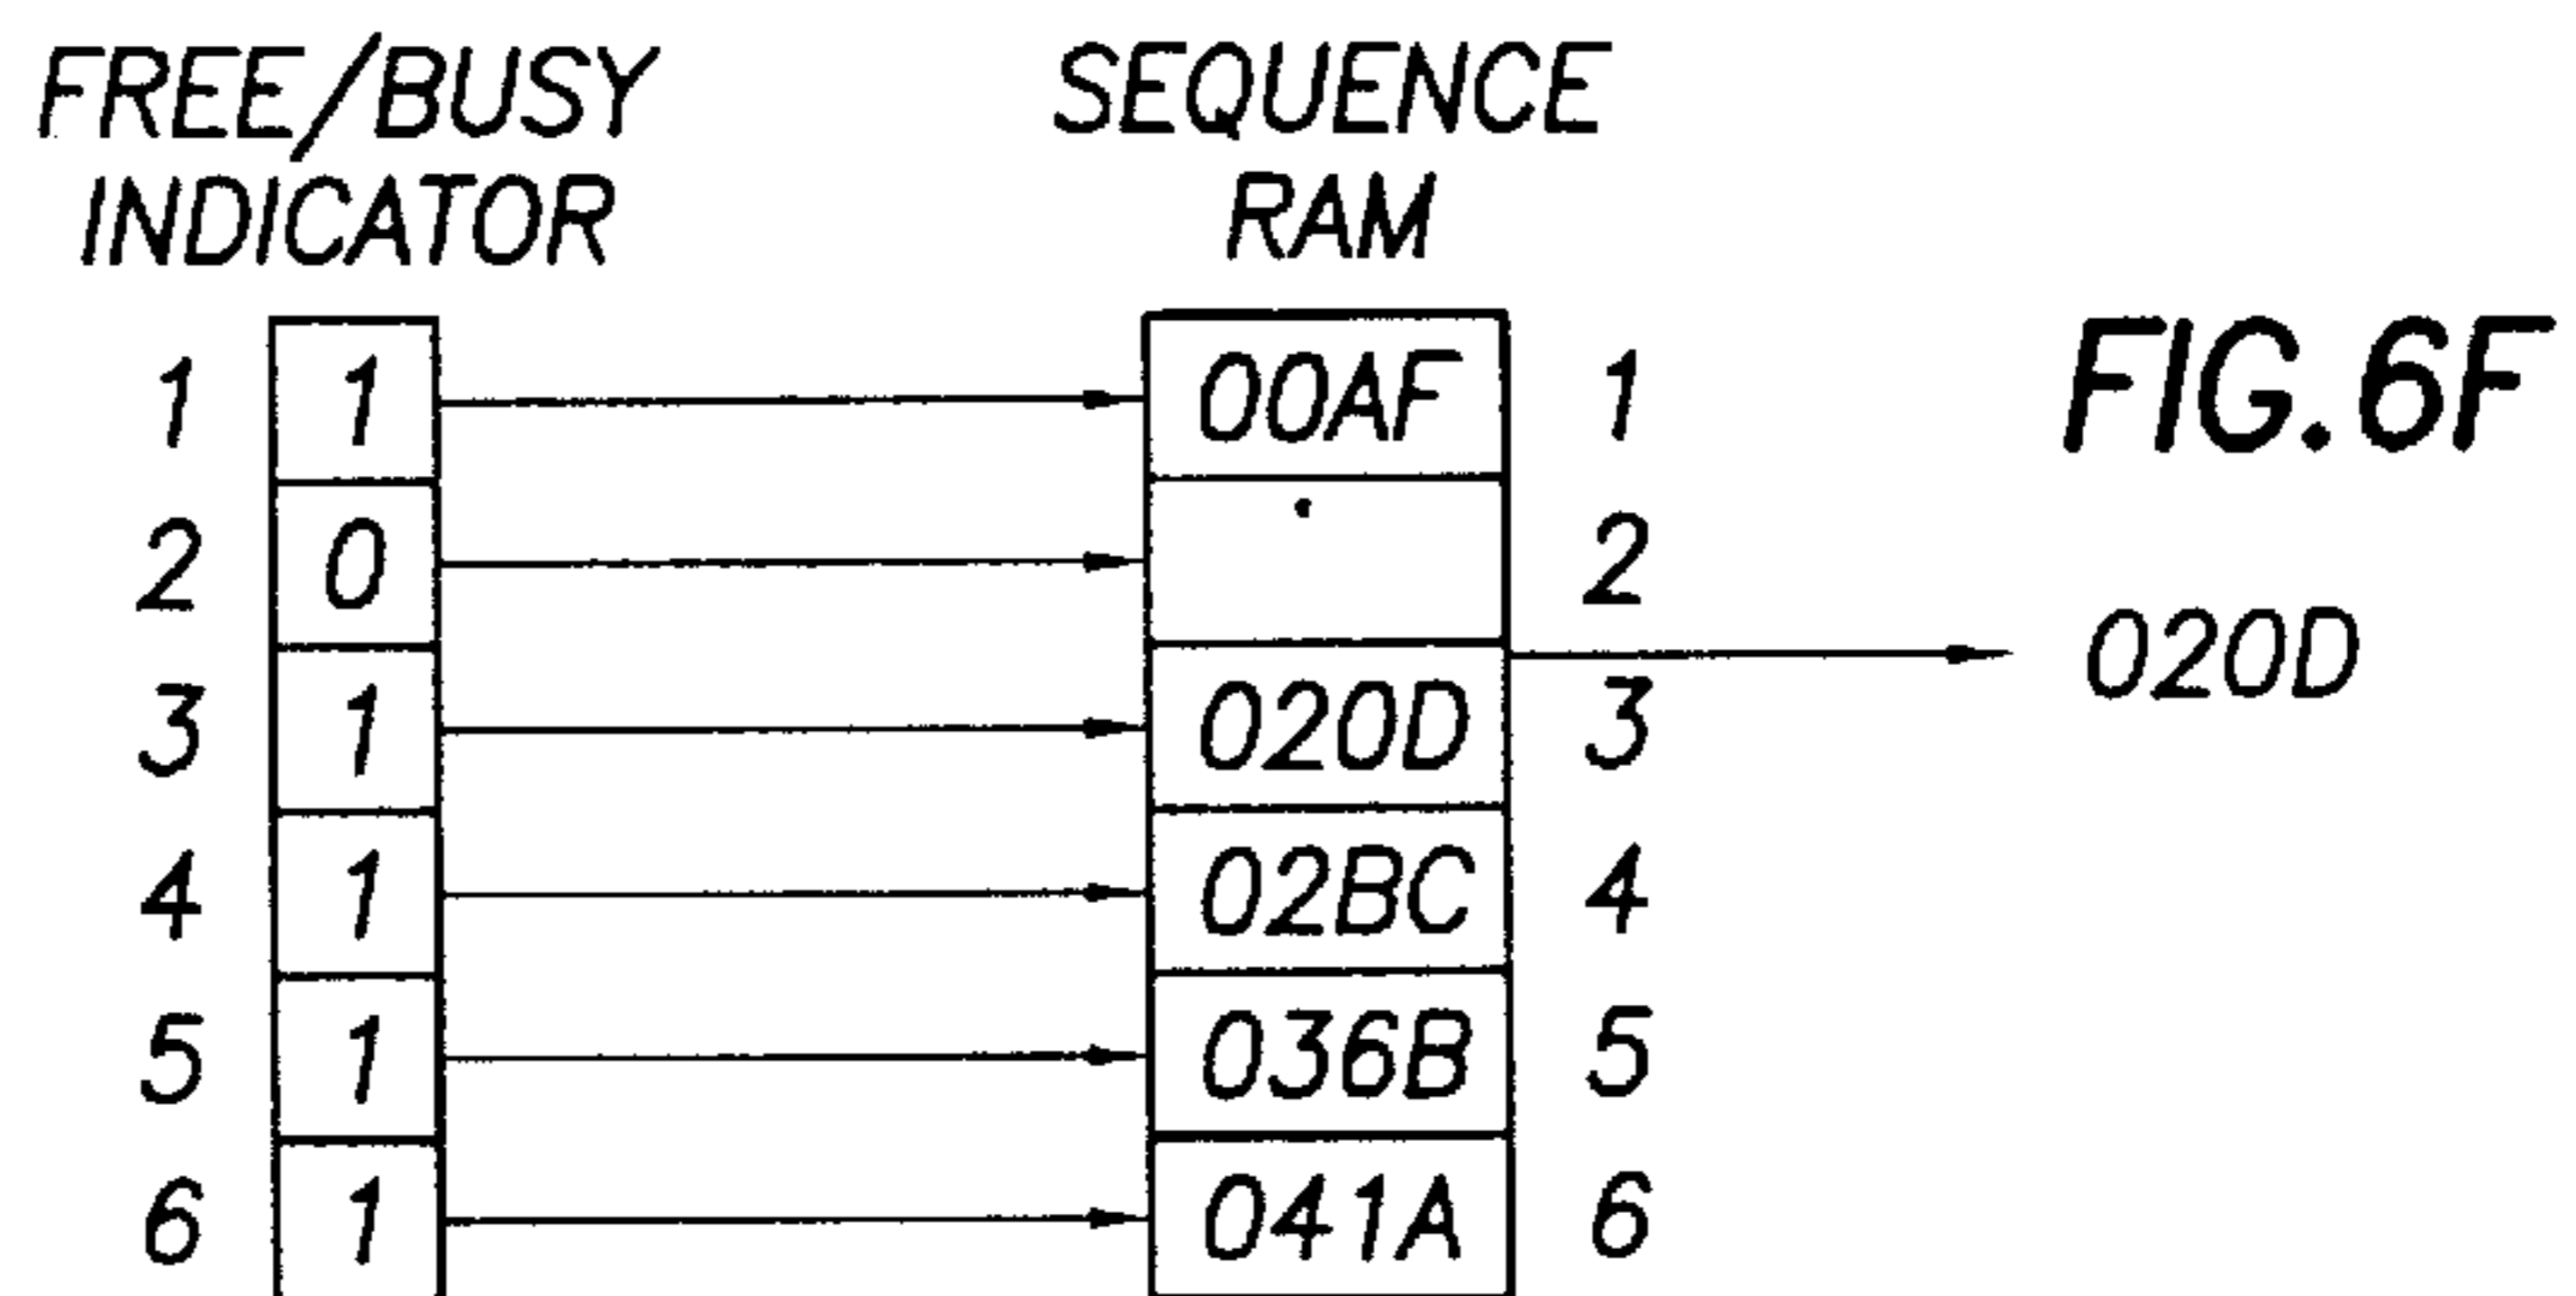 FREE/BUSY
INDICATOR
SEQUENCE
RAM
FIG.6F
1 1 00AF 1
2 0 2
020D
3 1 020D 3
4 1 02BC 4
5 1 036B 5
6 1 041A 6